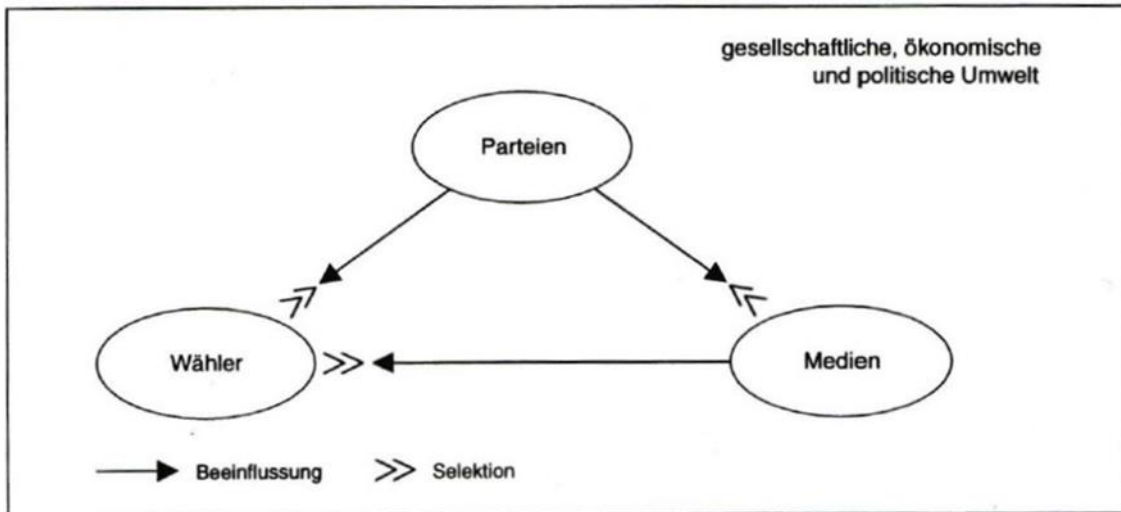 gesellschaftliche, ökonomische
und politische Umwelt
Parteien
Wähler
Medien
Beeinflussung
Selektion